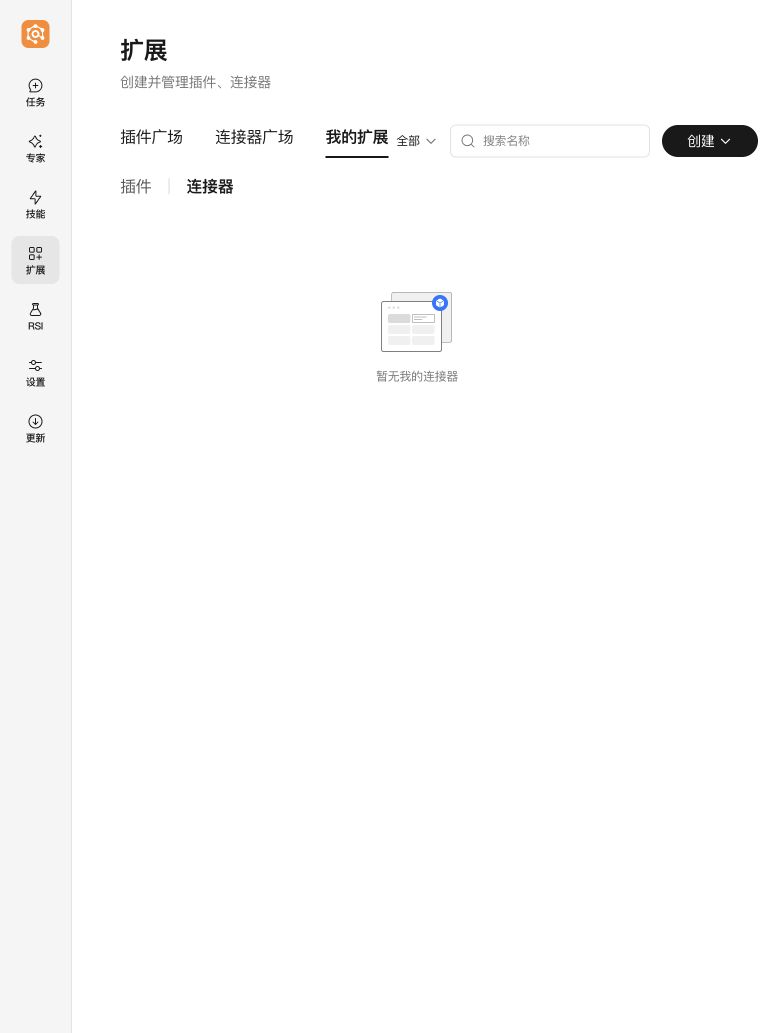 扩展
创建并管理插件、连接器
插件广场 连接器广场 我的扩展 全部 搜索名称 创建
插件 连接器
暂无我的连接器
任务
专家
技能
扩展
RSI
设置
更新